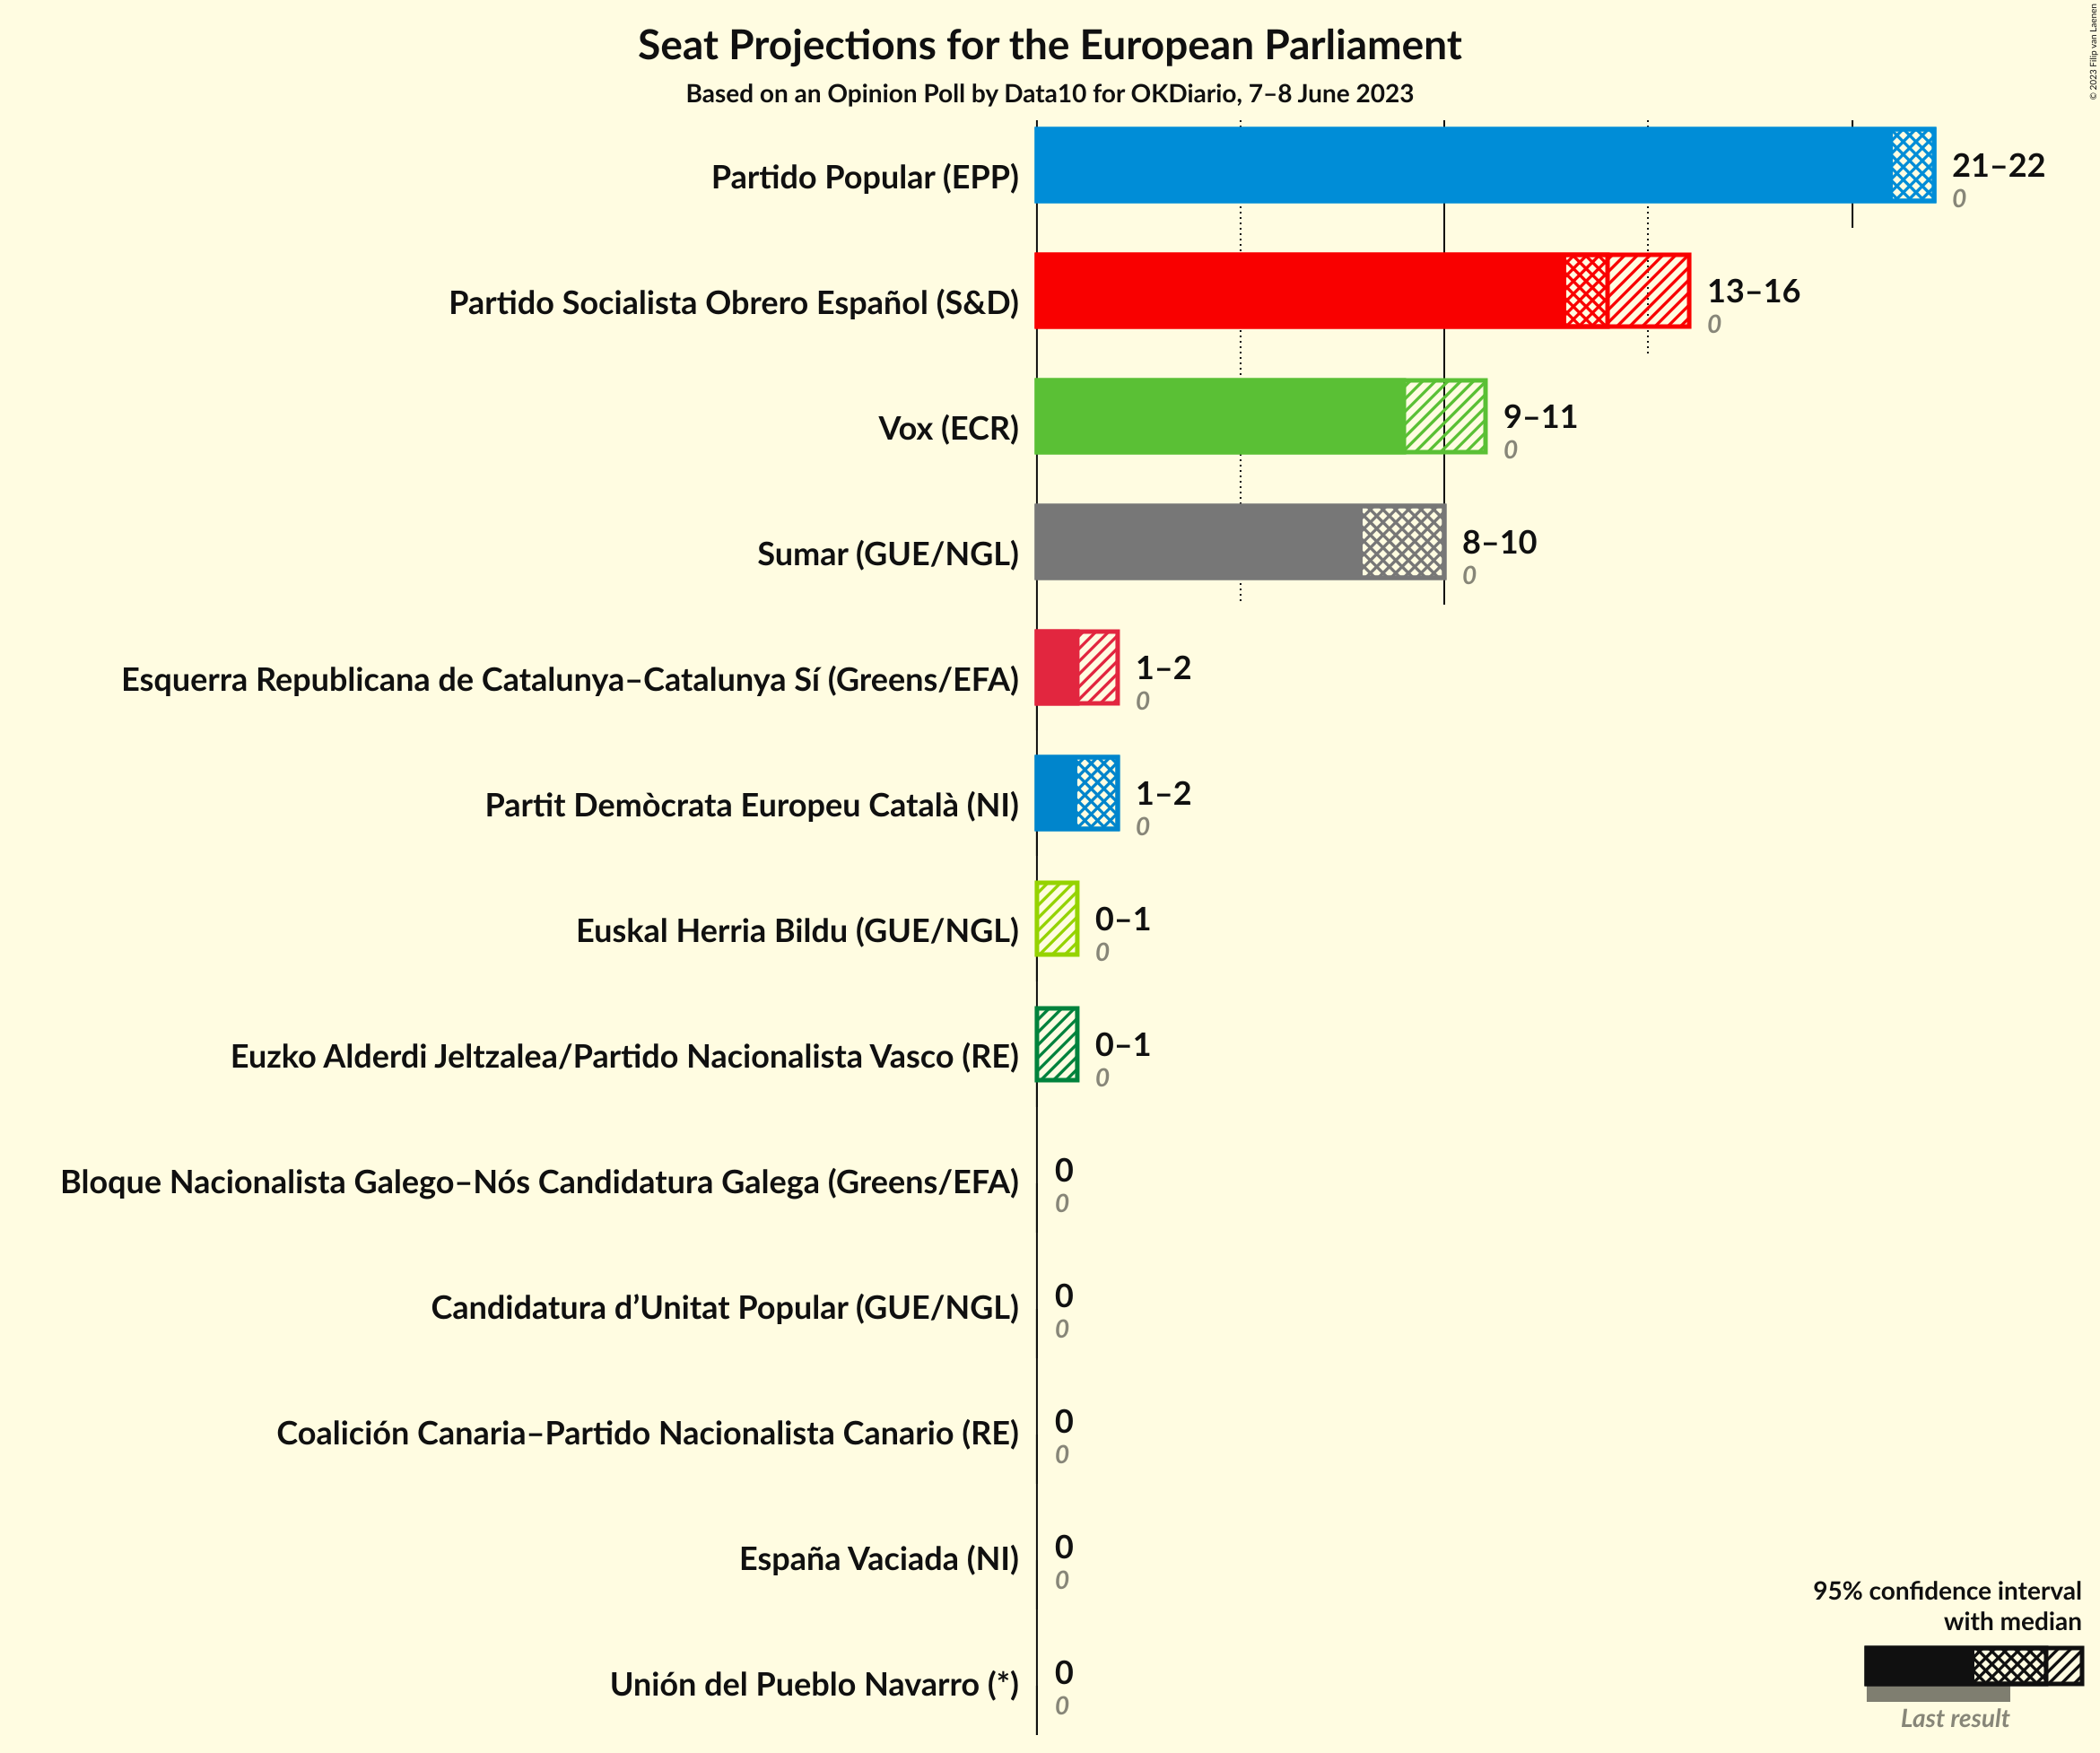 Seat Projections for the European Parliament
Based on an Opinion Poll by Data10 for OKDiario, 7–8 June 2023
© 2023 Filip van Laenen
Partido Popular (EPP)
21–22
0
Partido Socialista Obrero Español (S&D)
13–16
0
Vox (ECR)
9–11
0
Sumar (GUE/NGL)
8–10
0
Esquerra Republicana de Catalunya–Catalunya Sí (Greens/EFA)
1–2
0
Partit Demòcrata Europeu Català (NI)
1–2
0
Euskal Herria Bildu (GUE/NGL)
0–1
0
Euzko Alderdi Jeltzalea/Partido Nacionalista Vasco (RE)
0–1
0
Bloque Nacionalista Galego–Nós Candidatura Galega (Greens/EFA)
0
0
Candidatura d’Unitat Popular (GUE/NGL)
0
0
Coalición Canaria–Partido Nacionalista Canario (RE)
0
0
España Vaciada (NI)
0
0
Unión del Pueblo Navarro (*)
0
0
95% confidence interval
with median
Last result